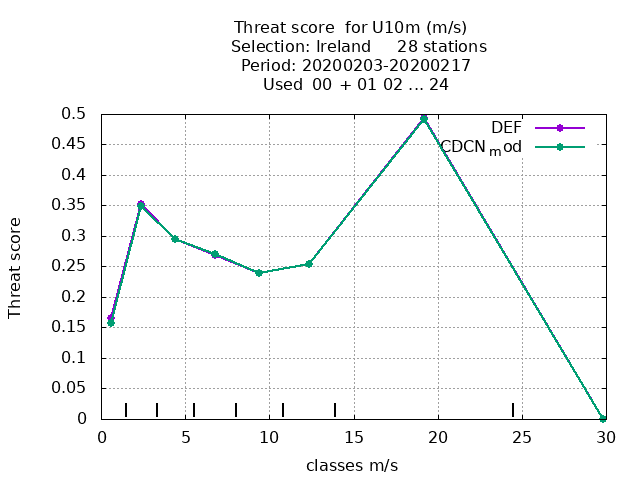 Threat score  for U10m (m/s)
Selection: Ireland     28 stations
Period: 20200203-20200217
Used  00 + 01 02 ... 24
DEF
CDCN_mod
0.5
0.45
0.4
0.35
0.3
0.25
0.2
0.15
0.1
0.05
0
Threat score
0 5 10 15 20 25 30
classes m/s